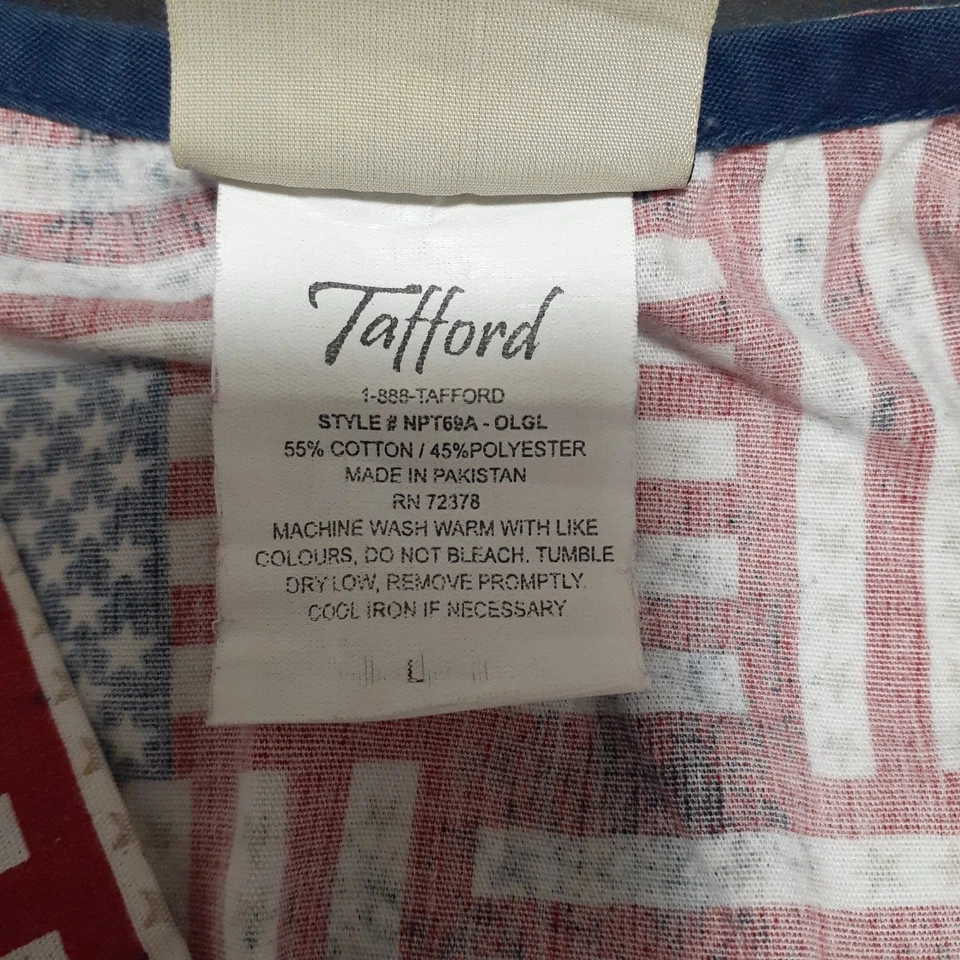 Tafford
1-888-TAFFORD
STYLE # NPT69A - OLGL
55% COTTON / 45%POLYESTER
MADE IN PAKISTAN
RN 72378
MACHINE WASH WARM WITH LIKE
COLOURS, DO NOT BLEACH. TUMBLE
DRY LOW, REMOVE PROMPTLY.
COOL IRON IF NECESSARY
L